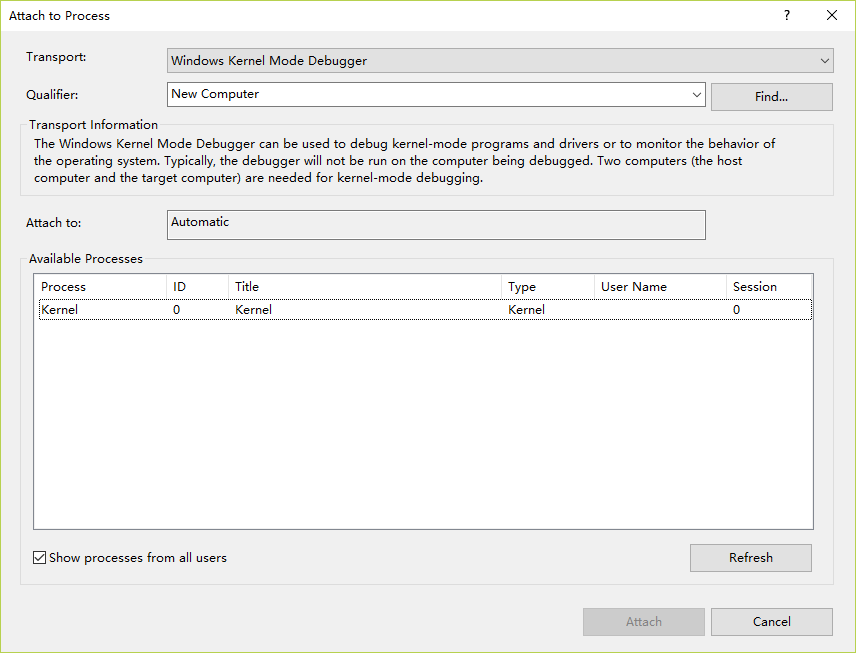 Attach to Process
?
Transport:
Windows Kernel Mode Debugger
Qualifier:
New Computer
Find...
Transport Information
The Windows Kernel Mode Debugger can be used to debug kernel-mode programs and drivers or to monitor the behavior of
the operating system. Typically, the debugger will not be run on the computer being debugged. Two computers (the host
computer and the target computer) are needed for kernel-mode debugging.
Attach to:
Automatic
Available Processes
Process ID Title Type User Name Session
Kernel 0 Kernel Kernel 0
Show processes from all users
Refresh
Attach
Cancel